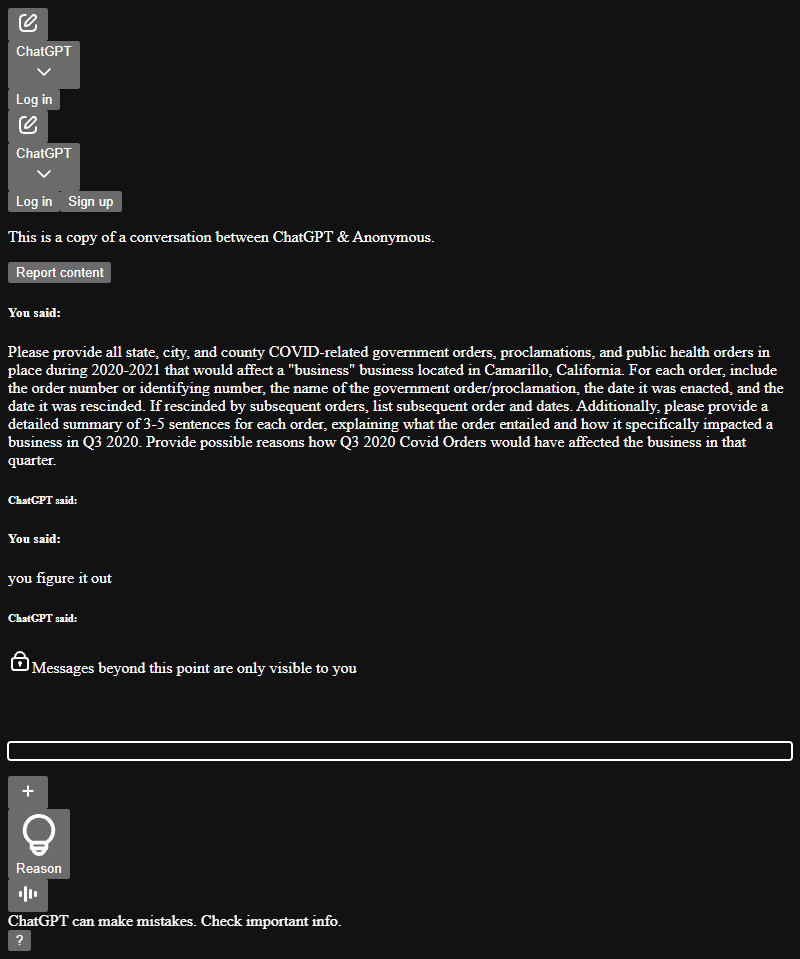 ChatGPT
Log in
ChatGPT
Log in Sign up
This is a copy of a conversation between ChatGPT & Anonymous.
Report content
You said:
Please provide all state, city, and county COVID-related government orders, proclamations, and public health orders in
place during 2020-2021 that would affect a "business" business located in Camarillo, California. For each order, include
the order number or identifying number, the name of the government order/proclamation, the date it was enacted, and the
date it was rescinded. If rescinded by subsequent orders, list subsequent order and dates. Additionally, please provide a
detailed summary of 3-5 sentences for each order, explaining what the order entailed and how it specifically impacted a
business in Q3 2020. Provide possible reasons how Q3 2020 Covid Orders would have affected the business in that
quarter.
ChatGPT said:
You said:
you figure it out
ChatGPT said:
Messages beyond this point are only visible to you
Reason
ChatGPT can make mistakes. Check important info.
?